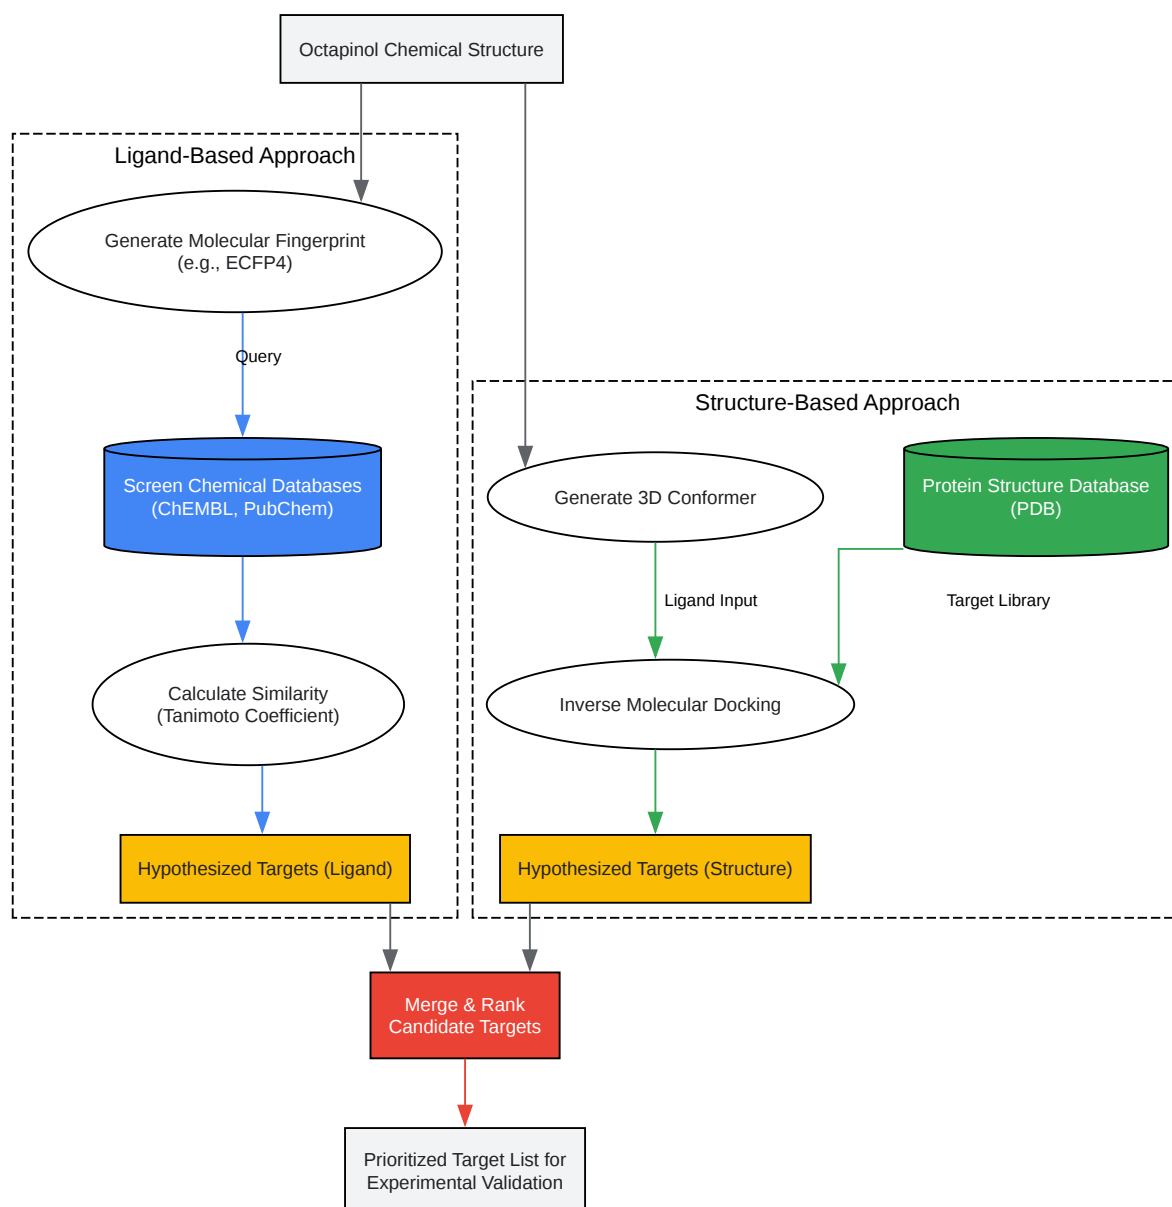 Octapinol Chemical Structure
Ligand-Based Approach
Generate Molecular Fingerprint
(e.g., ECFP4)
Query
Screen Chemical Databases
(ChEMBL, PubChem)
Calculate Similarity
(Tanimoto Coefficient)
Hypothesized Targets (Ligand)
Structure-Based Approach
Generate 3D Conformer
Protein Structure Database
(PDB)
Ligand Input
Target Library
Inverse Molecular Docking
Hypothesized Targets (Structure)
Merge & Rank
Candidate Targets
Prioritized Target List for
Experimental Validation